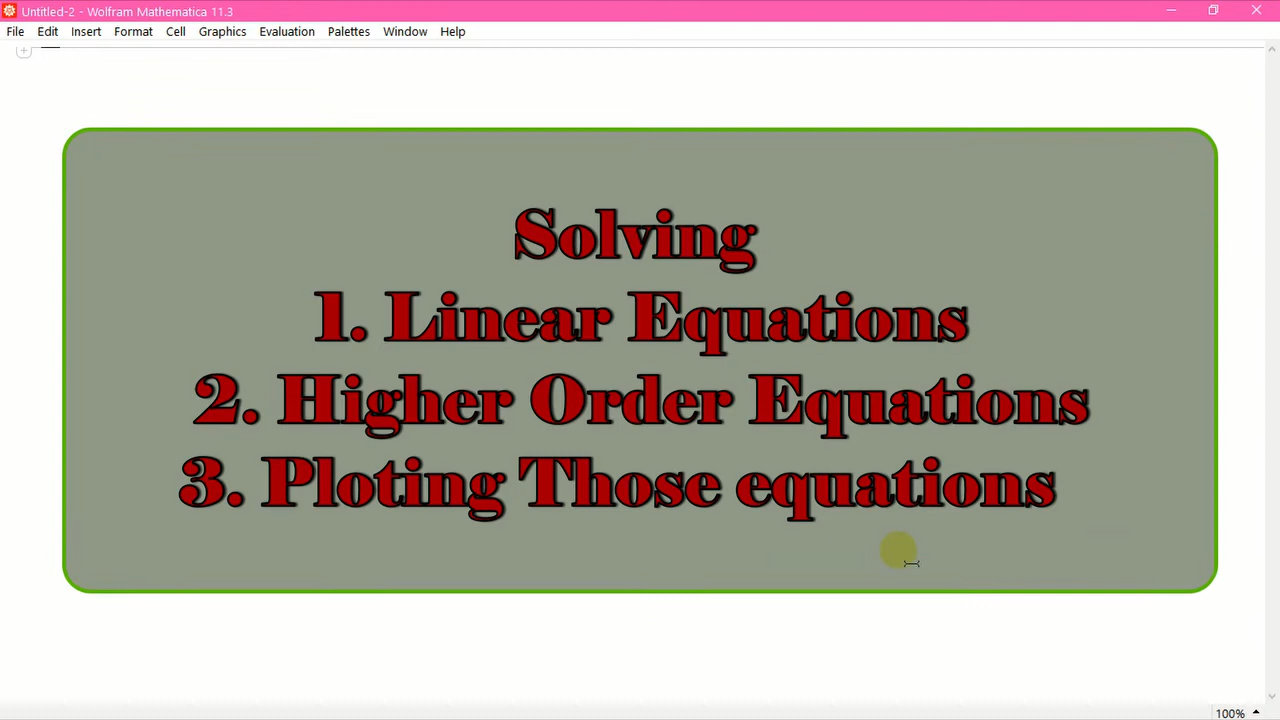 Untitled-2 - Wolfram Mathematica 11.3
File Edit Insert Format Cell Graphics Evaluation Palettes Window Help
Solving
1. Linear Equations
2. Higher Order Equations
3. Ploting Those equations
100%